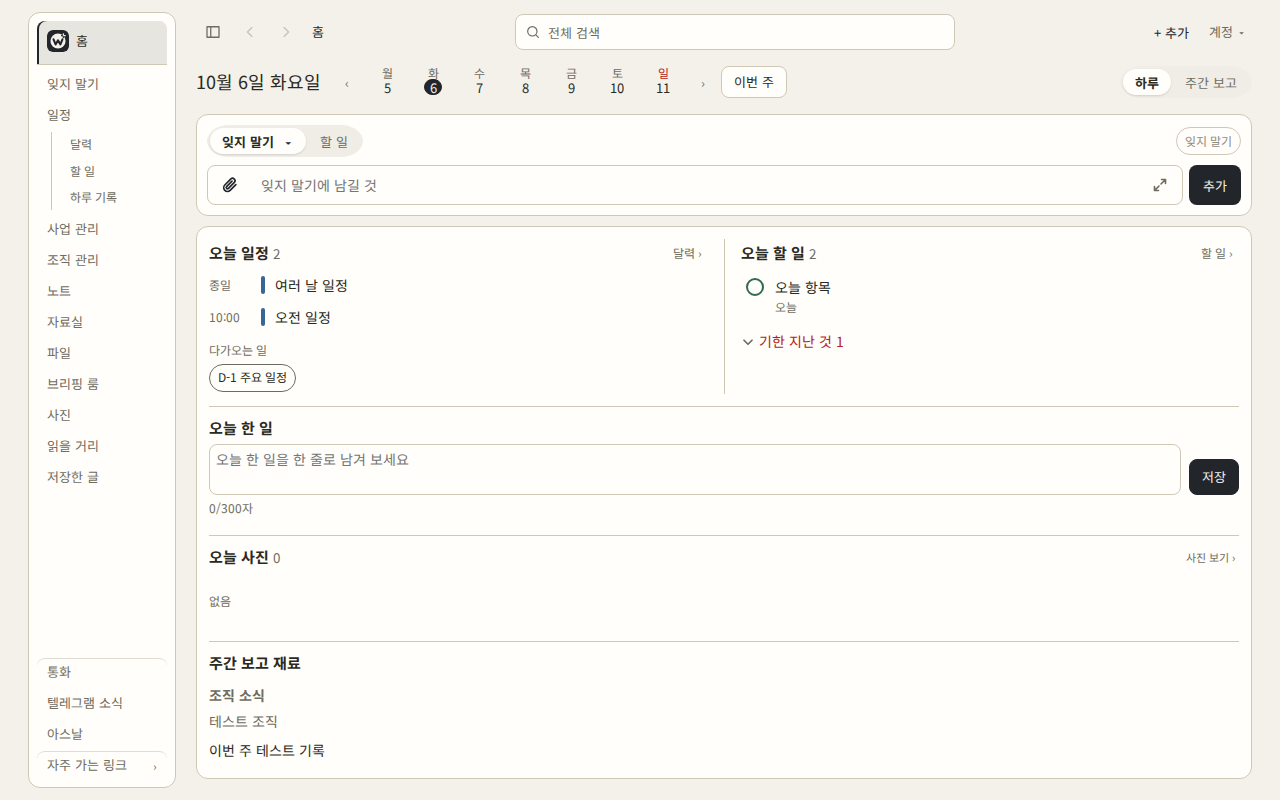 홈
잊지 말기
일정
달력
할 일
하루 기록
사업 관리
조직 관리
노트
자료실
파일
브리핑 룸
사진
읽을 거리
저장한 글
통화
텔레그램 소식
아스날
자주 가는 링크 ›
홈
전체 검색
+ 추가 계정
10월 6일 화요일
‹ 월 화 수 목 금 토 일 ›
5 6 7 8 9 10 11
이번 주
하루 주간 보고
잊지 말기 할 일
잊지 말기
잊지 말기에 남길 것
추가
오늘 일정 2 달력 ›
종일 여러 날 일정
10:00 오전 일정
다가오는 일
D-1 주요 일정
오늘 할 일 2 할 일 ›
오늘 항목
오늘
기한 지난 것 1
오늘 한 일
오늘 한 일을 한 줄로 남겨 보세요
저장
0/300자
오늘 사진 0 사진 보기 ›
없음
주간 보고 재료
조직 소식
테스트 조직
이번 주 테스트 기록